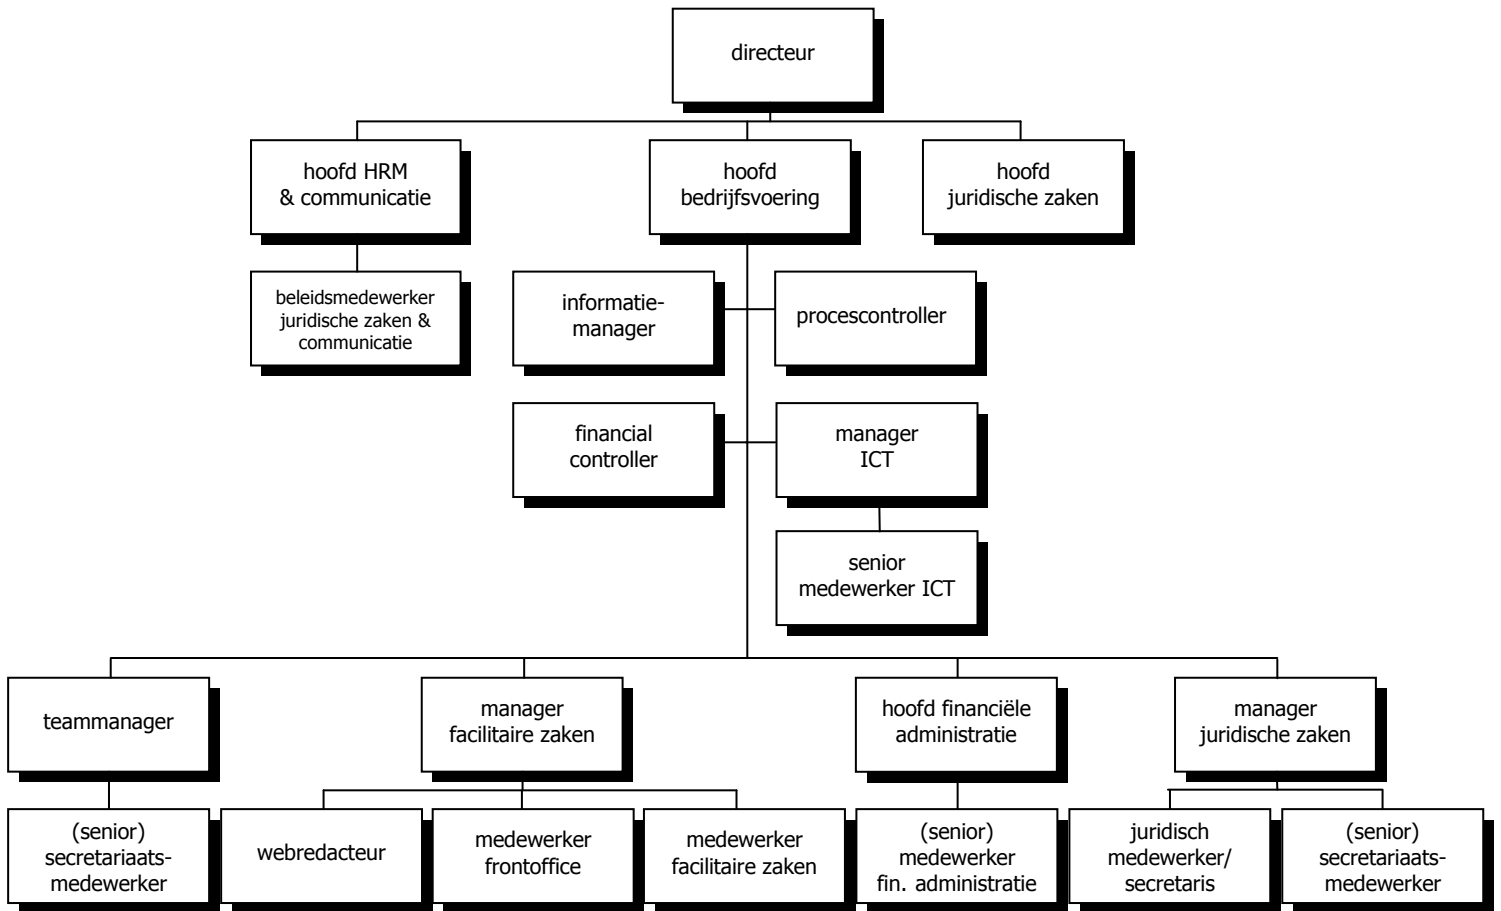 directeur
hoofd HRM
& communicatie
hoofd
bedrijfsvoering
hoofd
juridische zaken
beleidsmedewerker
juridische zaken &
communicatie
informatie-
manager
procescontroller
financial
controller
manager
ICT
senior
medewerker ICT
teammanager
manager
facilitaire zaken
hoofd financiële
administratie
manager
juridische zaken
(senior)
secretariaats-
medewerker
webredacteur
medewerker
frontoffice
medewerker
facilitaire zaken
(senior)
medewerker
fin. administratie
juridisch
medewerker/
secretaris
(senior)
secretariaats-
medewerker